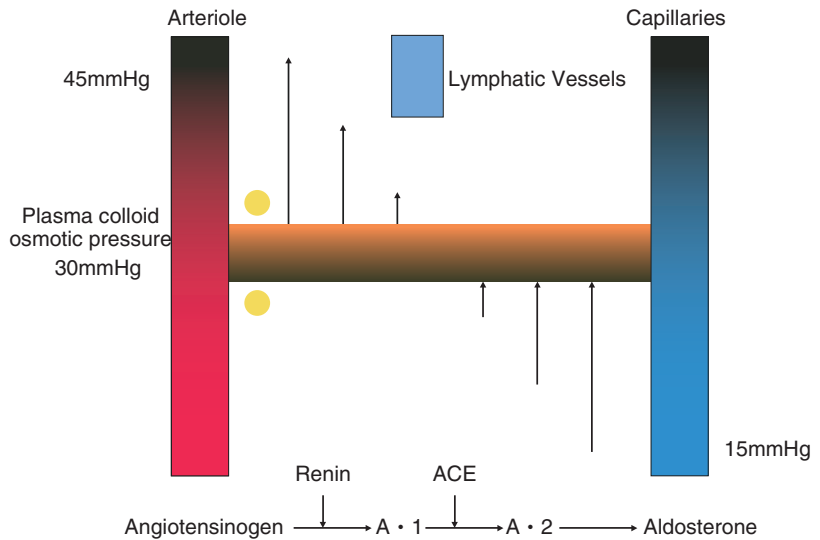 Arteriole
Capillaries
45mmHg
Lymphatic Vessels
Plasma colloid
osmotic pressure
30mmHg
15mmHg
Renin
ACE
Angiotensinogen
A • 1
A • 2
Aldosterone